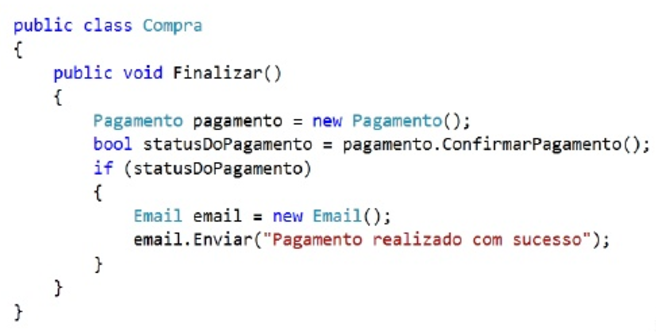 public class Compra
{
public void Finalizar()
{
Pagamento pagamento = new Pagamento();
bool statusDoPagamento = pagamento.ConfirmarPagamento();
if (statusDoPagamento)
{
Email email = new Email();
email.Enviar("Pagamento realizado com sucesso");
}
}
}